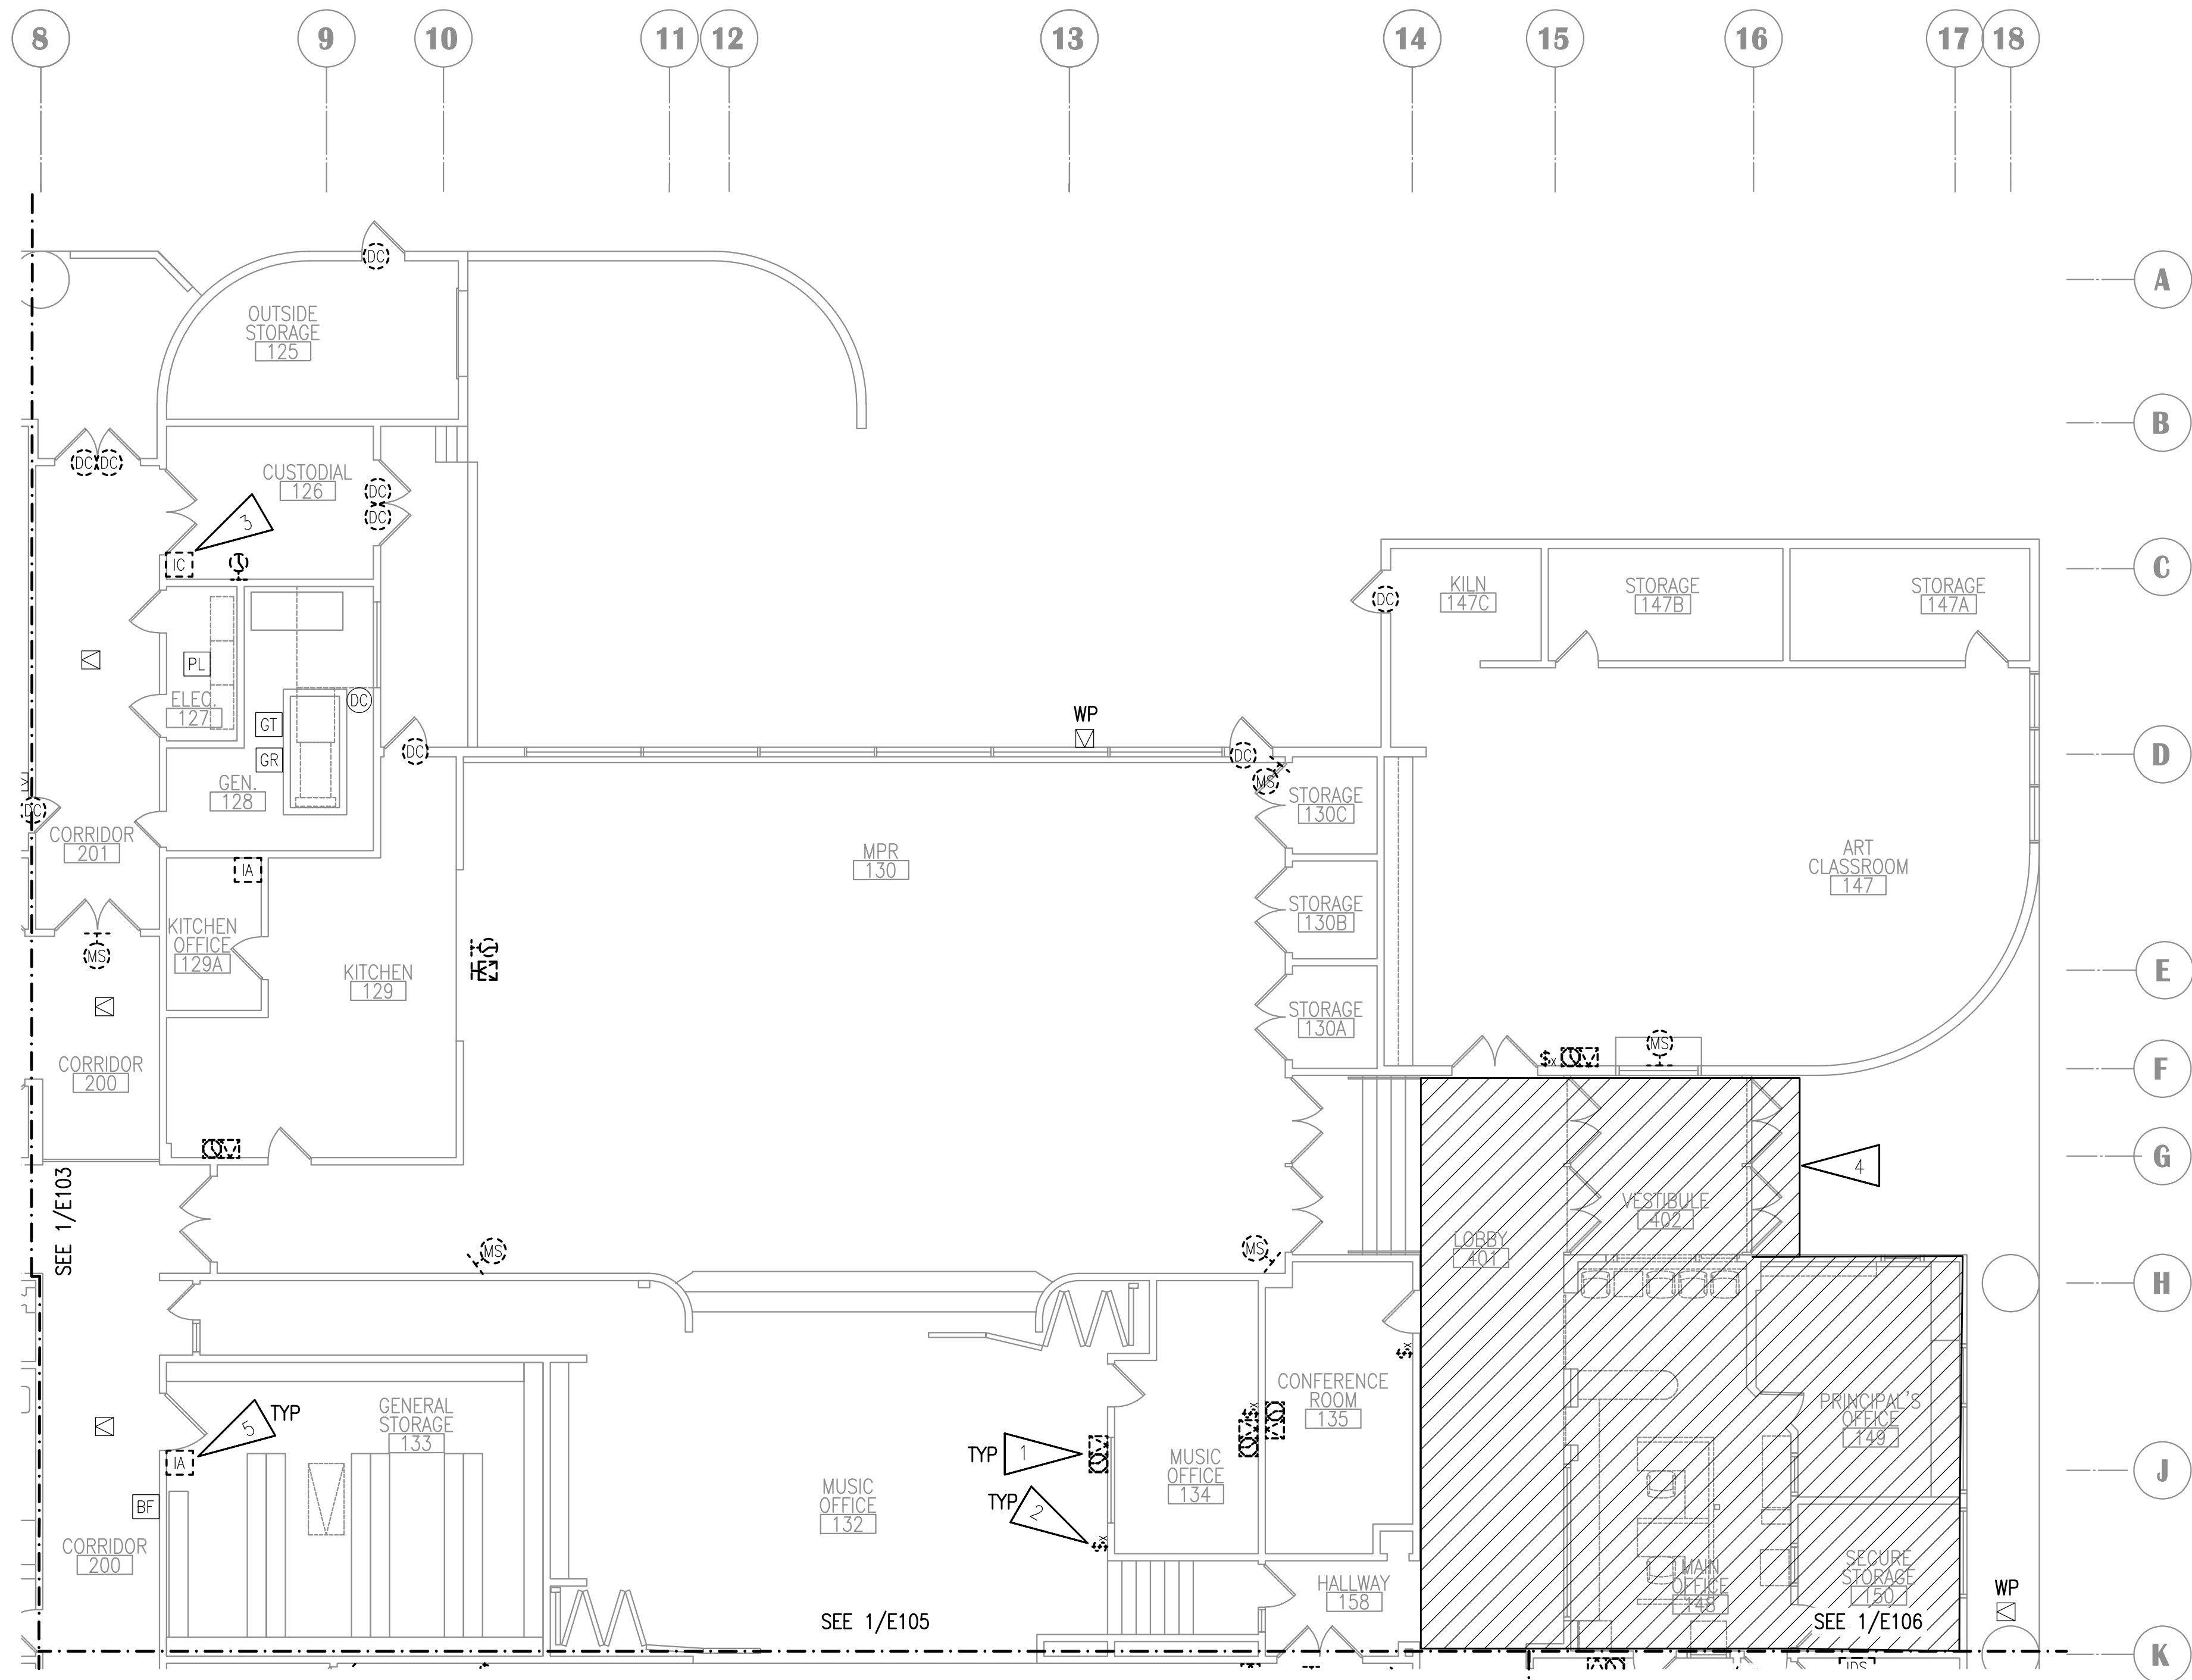 8
9
10
11
12
13
14
15
16
17
18
A
DC
OUTSIDE
STORAGE
125
B
DC
DC
CUSTODIAL
126
DC
DC
3
IC
C
KILN
147C
STORAGE
147B
STORAGE
147A
DC
PL
ELEC.
127
DC
GT
GR
WP
DC
DC
D
MS
GEN.
128
DC
STORAGE
130C
CORRIDOR
201
MPR
130
ART
CLASSROOM
147
IA
STORAGE
130B
KITCHEN
OFFICE
129A
MS
KITCHEN
129
E
STORAGE
130A
MS
CORRIDOR
200
F
SEE 1/E103
G
4
VESTIBULE
402
LOBBY
401
MS
MS
H
GENERAL
STORAGE
133
5
TYP
IA
CONFERENCE
ROOM
135
PRINCIPAL'S
OFFICE
149
TYP
1
MUSIC
OFFICE
134
J
BF
MUSIC
OFFICE
132
TYP
2
CORRIDOR
200
HALLWAY
158
MAIN
OFFICE
148
SECURE
STORAGE
150
WP
SEE 1/E105
SEE 1/E106
K